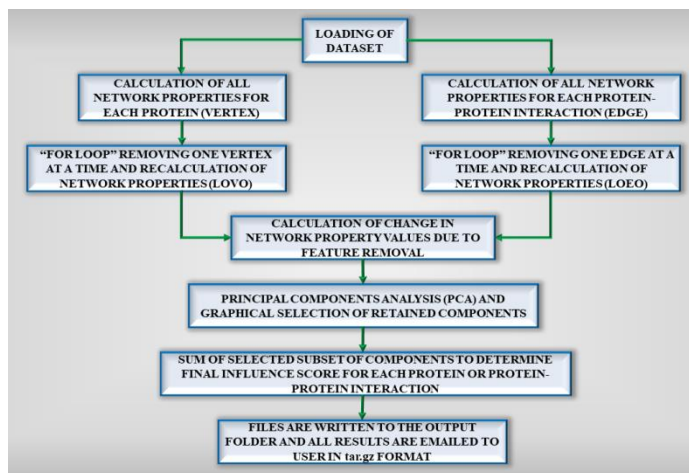 LOADING OF
DATASET
CALCULATION OF ALL
NETWORK PROPERTIES FOR
EACH PROTEIN (VERTEX)
CALCULATION OF ALL NETWORK
PROPERTIES FOR EACH PROTEIN-
PROTEIN INTERACTION (EDGE)
“FOR LOOP” REMOVING ONE VERTEX
AT A TIME AND RECALCULATION OF
NETWORK PROPERTIES (LOVO)
“FOR LOOP” REMOVING ONE EDGE AT A
TIME AND RECALCULATION OF
NETWORK PROPERTIES (LOEO)
CALCULATION OF CHANGE IN
NETWORK PROPERTY VALUES DUE TO
FEATURE REMOVAL
PRINCIPAL COMPONENTS ANALYSIS (PCA) AND
GRAPHICAL SELECTION OF RETAINED COMPONENTS
SUM OF SELECTED SUBSET OF COMPONENTS TO DETERMINE
FINAL INFLUENCE SCORE FOR EACH PROTEIN OR PROTEIN-
PROTEIN INTERACTION
FILES ARE WRITTEN TO THE OUTPUT
FOLDER AND ALL RESULTS ARE EMAILED TO
USER IN tar.gz FORMAT